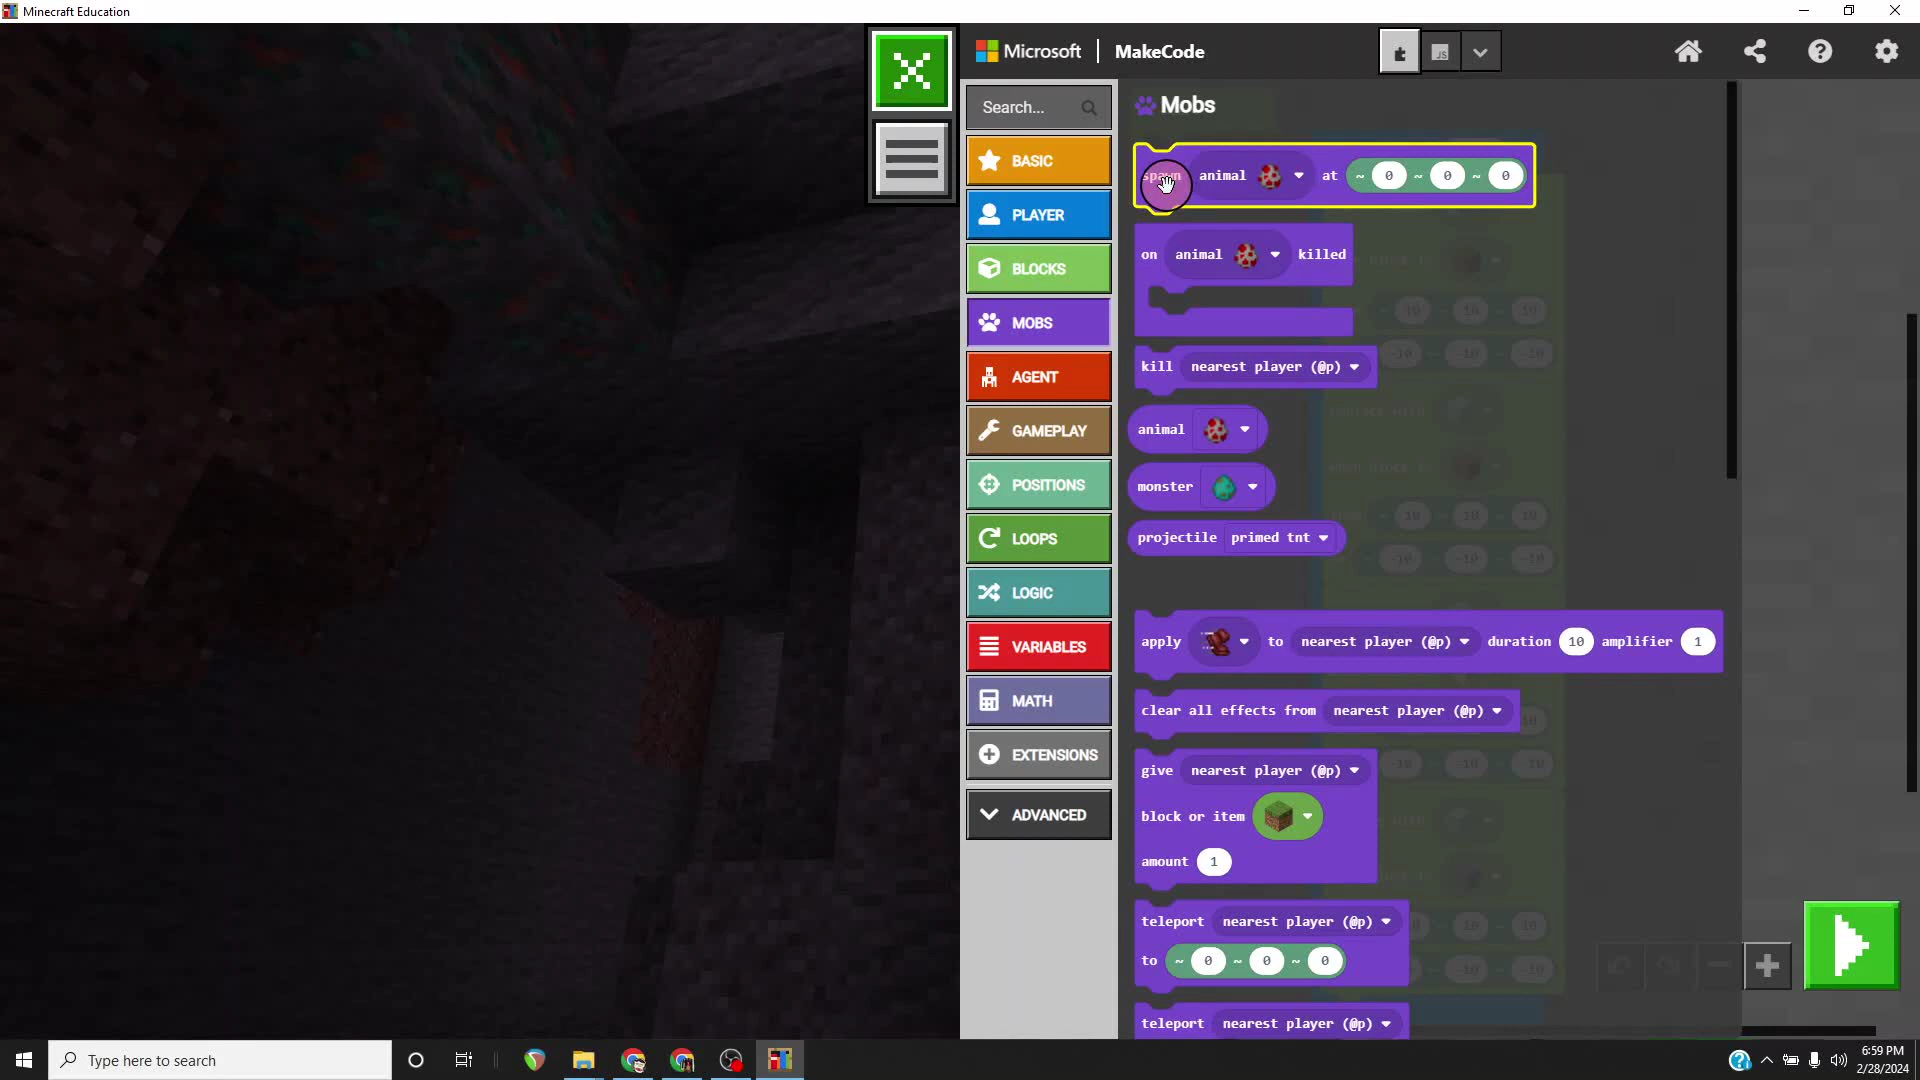 Minecraft Education
Microsoft | MakeCode
JS
Search...
BASIC
PLAYER
BLOCKS
MOBS
AGENT
GAMEPLAY
POSITIONS
LOOPS
LOGIC
VARIABLES
MATH
EXTENSIONS
ADVANCED
Mobs
spawn animal at ~ 0 ~ 0 ~ 0
on animal killed
kill nearest player (@p)
animal
monster
projectile primed tnt
apply to nearest player (@p) duration 10 amplifier 1
clear all effects from nearest player (@p)
give nearest player (@p)
block or item
amount 1
teleport nearest player (@p)
to ~ 0 ~ 0 ~ 0
teleport nearest player (@p)
Type here to search
6:59 PM
2/28/2024